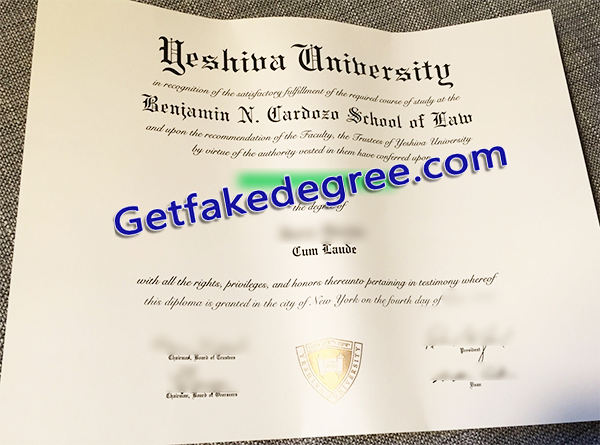 Yeshiva University
in recognition of the satisfactory fulfillment of the required course of study at the
Benjamin N. Cardozo School of Law
and upon the recommendation of the Faculty, the Trustees of Yeshiva University
by virtue of the authority vested in them have conferred upon
Getfakedegree.com
the degree of
Cum Laude
with all the rights, privileges, and honors thereunto pertaining in testimony whereof
this diploma is granted in the city of New York on the fourth day of
Chairman, Board of Trustees
President
Chairman, Board of Overseers
YESHIVA UNIVERSITY